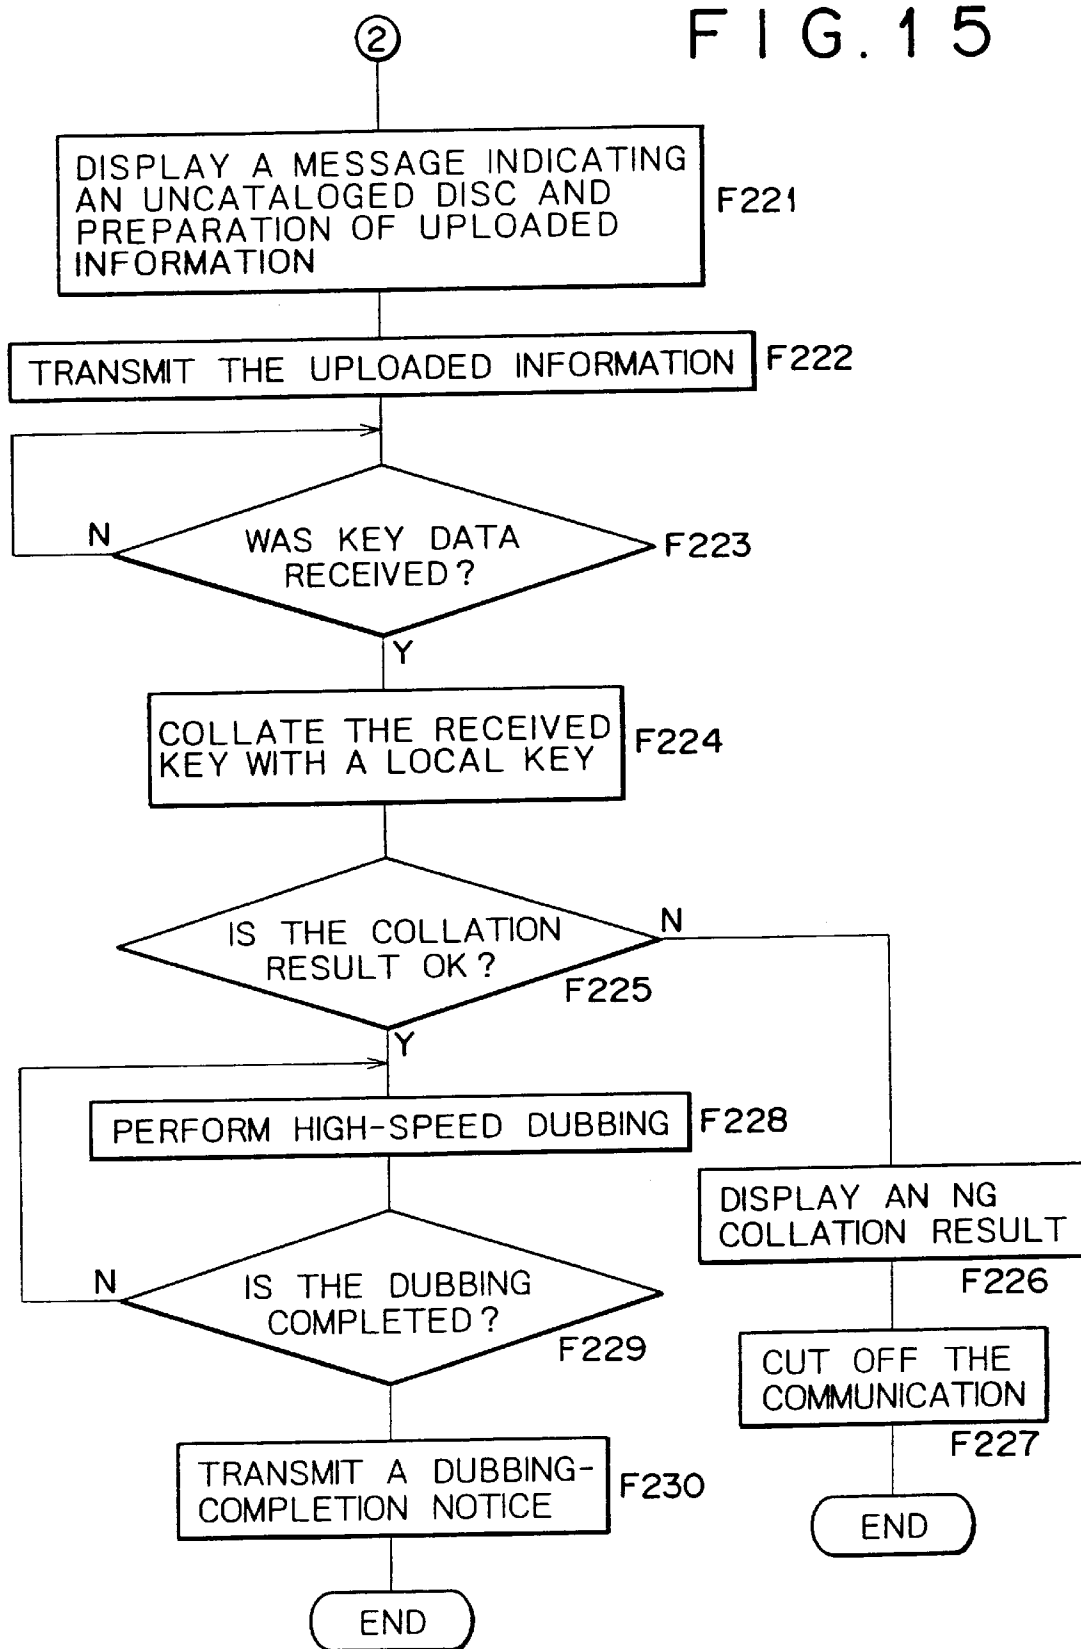 FIG.15
2
DISPLAY A MESSAGE INDICATING
AN UNCATALOGED DISC AND
PREPARATION OF UPLOADED
INFORMATION
F221
TRANSMIT THE UPLOADED INFORMATION
F222
N
WAS KEY DATA
RECEIVED?
F223
Y
COLLATE THE RECEIVED
KEY WITH A LOCAL KEY
F224
IS THE COLLATION
RESULT OK?
N
F225
Y
PERFORM HIGH-SPEED DUBBING
F228
DISPLAY AN NG
COLLATION RESULT
F226
N
IS THE DUBBING
COMPLETED?
F229
CUT OFF THE
COMMUNICATION
F227
TRANSMIT A DUBBING-
COMPLETION NOTICE
F230
END
END